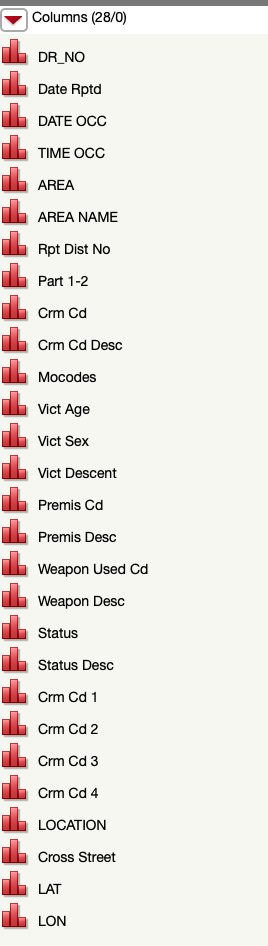 Columns (28/0)
DR_NO
Date Rptd
DATE OCC
TIME OCC
AREA
AREA NAME
Rpt Dist No
Part 1-2
Crm Cd
Crm Cd Desc
Mocodes
Vict Age
Vict Sex
Vict Descent
Premis Cd
Premis Desc
Weapon Used Cd
Weapon Desc
Status
Status Desc
Crm Cd 1
Crm Cd 2
Crm Cd 3
Crm Cd 4
LOCATION
Cross Street
LAT
LON